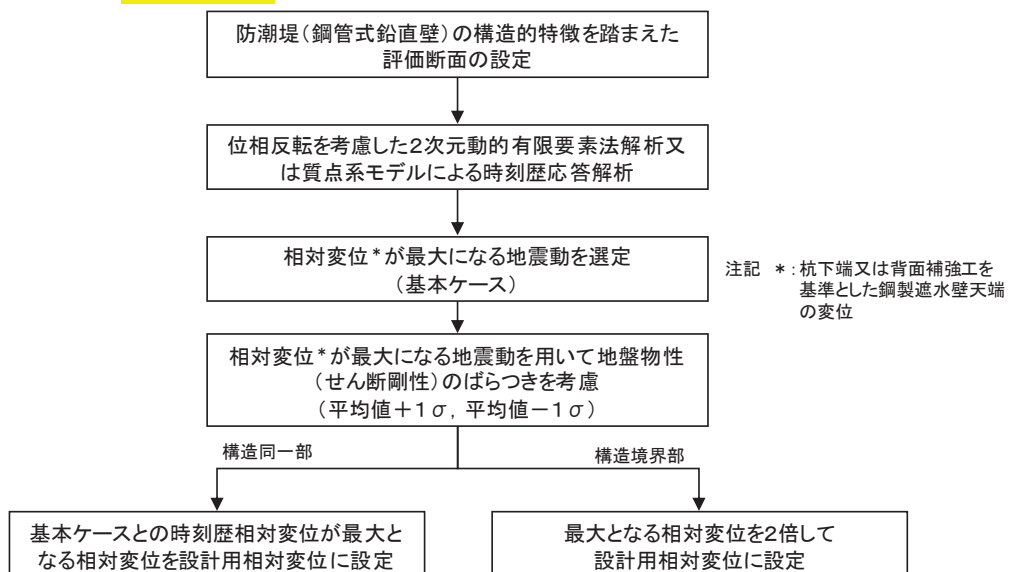 防潮堤(鋼管式鉛直壁)の構造的特徴を踏まえた
評価断面の設定
位相反転を考慮した2次元動的有限要素法解析又
は質点系モデルによる時刻歴応答解析
相対変位*が最大になる地震動を選定
(基本ケース)
注記 *:杭下端又は背面補強工を
基準とした鋼製遮水壁天端
の変位
相対変位*が最大になる地震動を用いて地盤物性
(せん断剛性)のばらつきを考慮
(平均値+1σ,平均値-1σ)
構造同一部
構造境界部
基本ケースとの時刻歴相対変位が最大と
なる相対変位を設計用相対変位に設定
最大となる相対変位を2倍して
設計用相対変位に設定